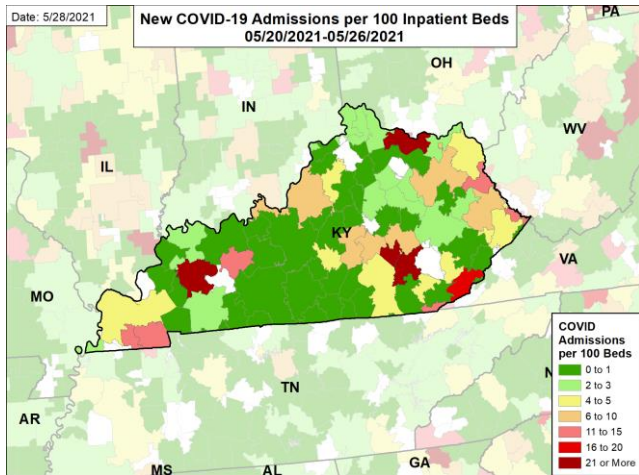 Date: 5/28/2021
New COVID-19 Admissions per 100 Inpatient Beds
05/20/2021-05/26/2021
PA
OH
IN
WV
IL
KY
VA
MO
TN
N
AR
MS
AL
GA
COVID
Admissions
per 100 Beds
0 to 1
2 to 3
4 to 5
6 to 10
11 to 15
16 to 20
21 or More